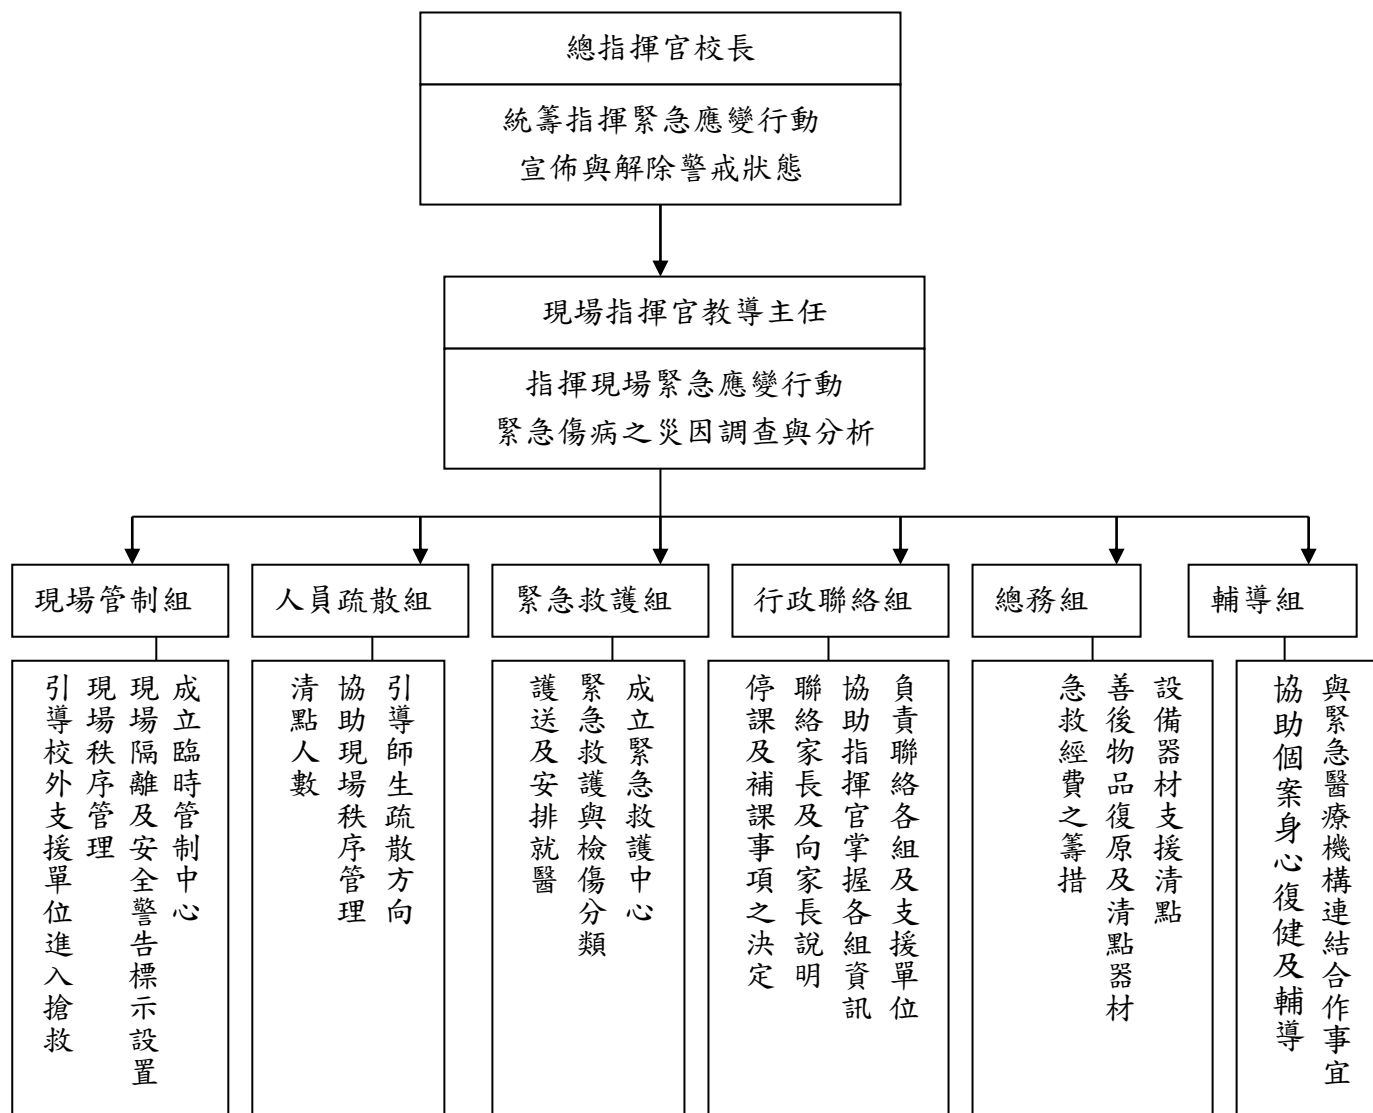 總指揮官校長
統籌指揮緊急應變行動
宣佈與解除警戒狀態
現場指揮官教導主任
指揮現場緊急應變行動
緊急傷病之災因調查與分析
現場管制組
人員疏散組
緊急救護組
行政聯絡組
總務組
輔導組
成立臨時管制中心
現場隔離及安全警告標示設置
現場秩序管理
引導校外支援單位進入搶救
引導師生疏散方向
協助現場秩序管理
清點人數
成立緊急救護中心
緊急救護與檢傷分類
護送及安排就醫
負責聯絡各組及支援單位
協助指揮官掌握各組資訊
聯絡家長及向家長說明
停課及補課事項之決定
設備器材支援清點
善後物品復原及清點器材
急救經費之籌措
與緊急醫療機構連結合作事宜
協助個案身心復健及輔導